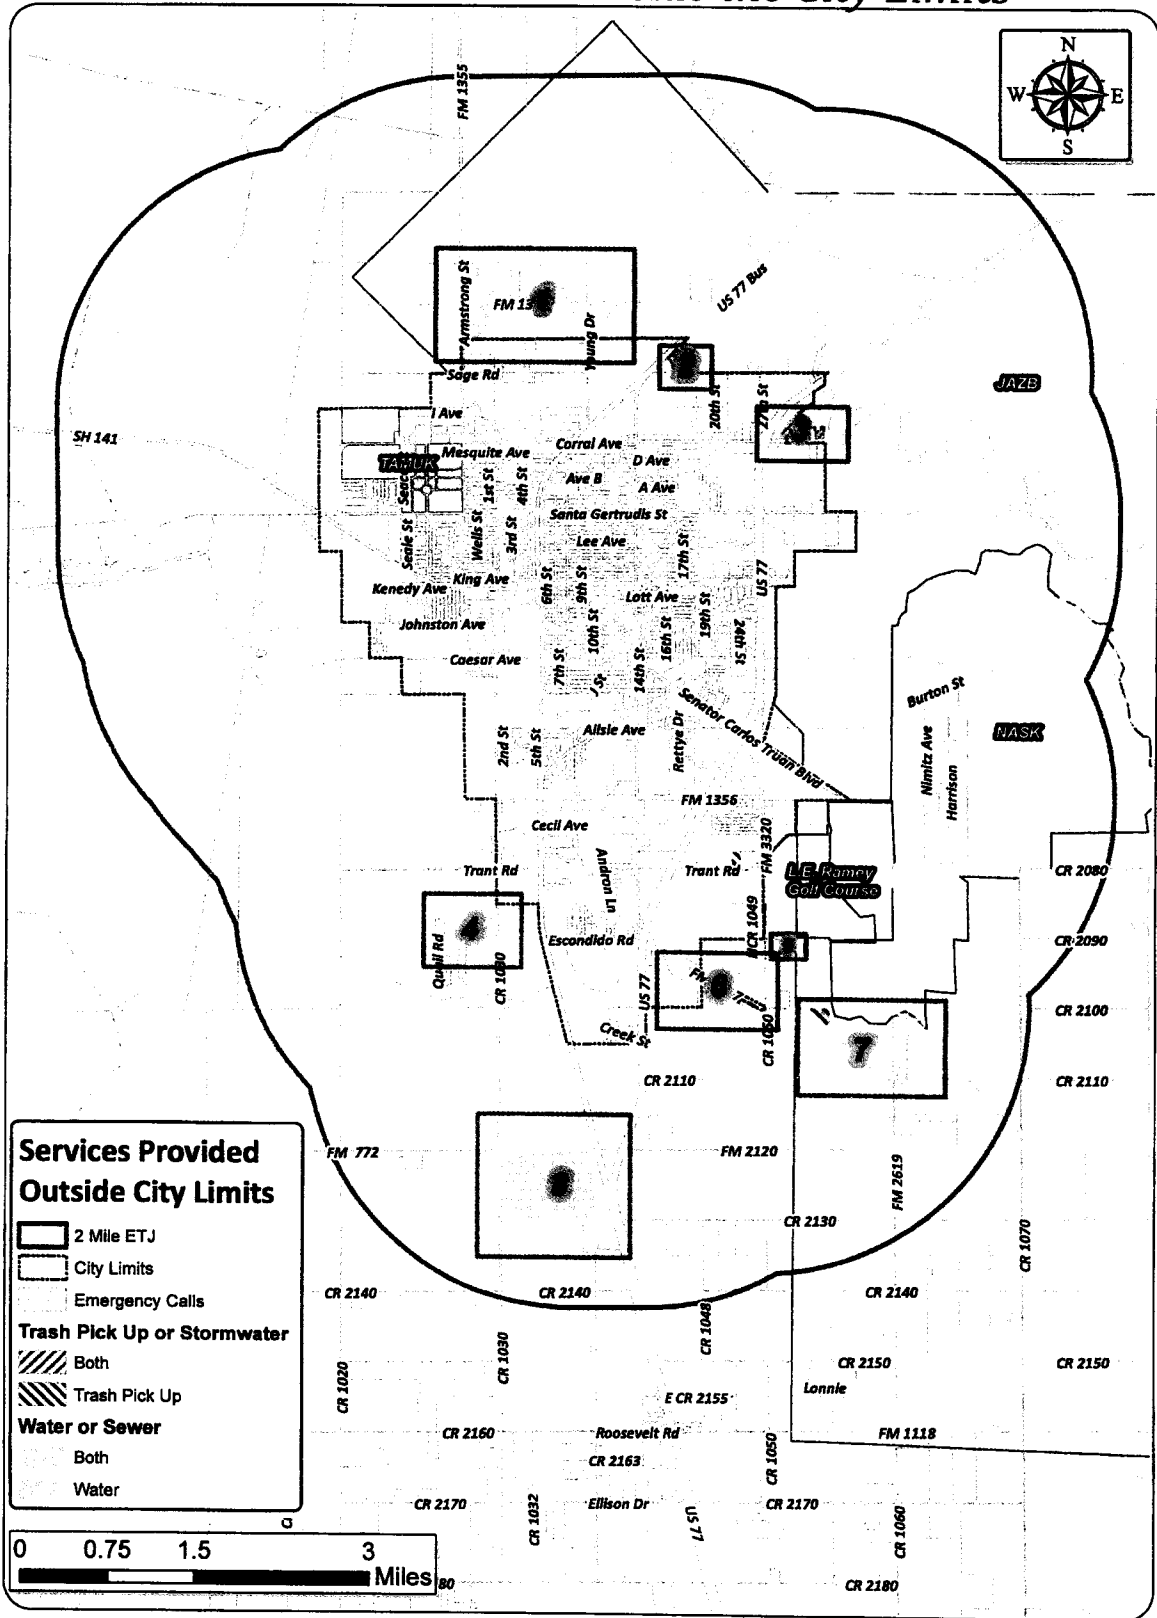 City Limits
N
W E
S
FM 1355
US 77 Bus
Armstrong St
FM 13
Young Dr
Sage Rd
JAZB
20th St
27th St
I Ave
SH 141
Corral Ave
Mesquite Ave
D Ave
TAMUK
Ave B
A Ave
1st St
4th St
Santa Gertrudis St
Seale St
Wells St
3rd St
Lee Ave
17th St
US 77
King Ave
Kenedy Ave
6th St
9th St
Lott Ave
19th St
Johnston Ave
10th St
16th St
24th St
Caesar Ave
7th St
14th St
Burton St
Senator Carlos Truan Blvd
2nd St
5th St
Ailsie Ave
Rettye Dr
NASK
Nimitz Ave
Harrison
FM 1356
Cecil Ave
FM 3320
Trant Rd
Andron Ln
Trant Rd
L.E. Ramey
Golf Course
CR 2080
4
Quail Rd
Escondido Rd
CR 1049
CR 2090
CR 1030
US 77
FM
CR 2100
Creek St
CR 1050
7
CR 2110
CR 2110
Services Provided
Outside City Limits
2 Mile ETJ
City Limits
Emergency Calls
Trash Pick Up or Stormwater
Both
Trash Pick Up
Water or Sewer
Both
Water
FM 772
FM 2120
FM 2619
CR 2130
CR 1070
CR 2140
CR 2140
CR 2140
CR 1048
CR 1030
CR 1020
CR 2150
CR 2150
Lonnie
E CR 2155
CR 2160
Roosevelt Rd
FM 1118
CR 2163
CR 1050
CR 2170
CR 1032
Ellison Dr
US 77
CR 2170
CR 1060
0 0.75 1.5 3
Miles
80
CR 2180